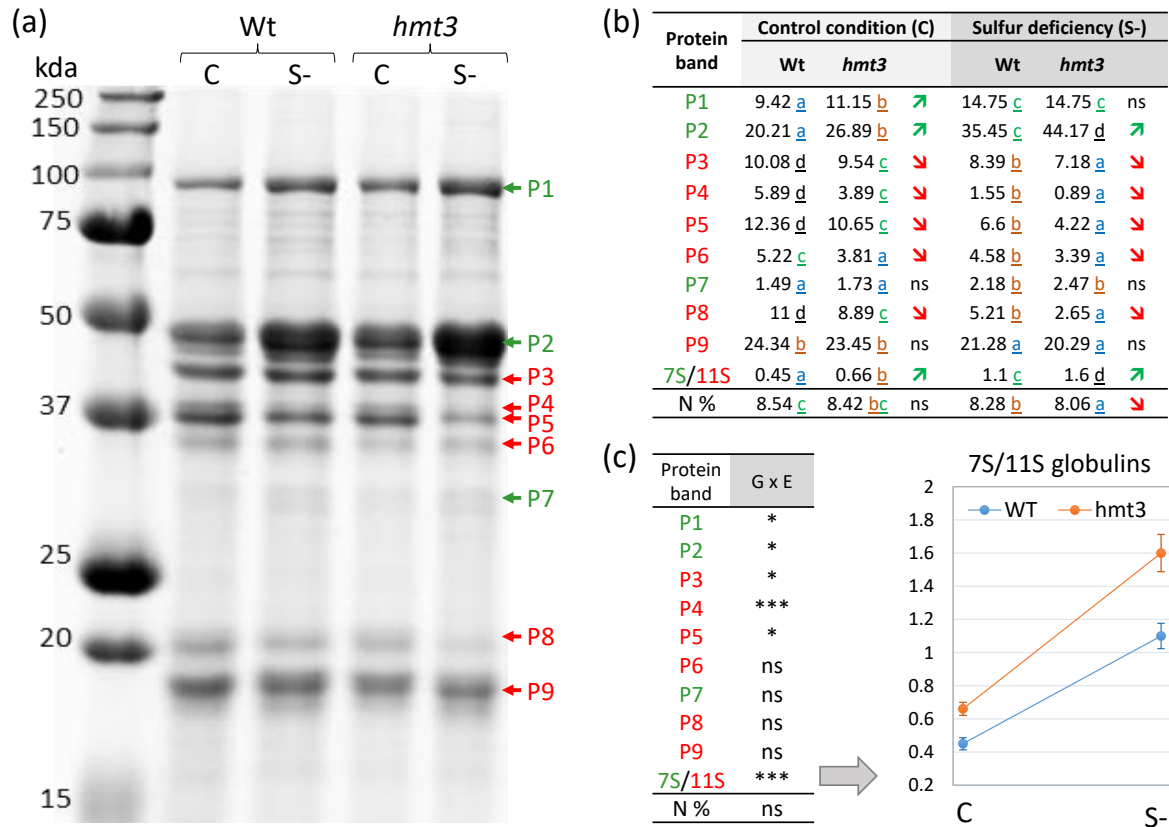 (a)
Wt hmt3
kda C S- C S-
250
150
100
75
50
37
25
20
15
P1
P2
P3
P4
P5
P6
P7
P8
P9
(b)
Protein band Control condition (C) Sulfur deficiency (S-)
Wt hmt3 Wt hmt3
P1 9.42 a 11.15 b ↗ 14.75 c 14.75 c ns
P2 20.21 a 26.89 b ↗ 35.45 c 44.17 d ↗
P3 10.08 d 9.54 c ↘ 8.39 b 7.18 a ↘
P4 5.89 d 3.89 c ↘ 1.55 b 0.89 a ↘
P5 12.36 d 10.65 c ↘ 6.6 b 4.22 a ↘
P6 5.22 c 3.81 a ↘ 4.58 b 3.39 a ↘
P7 1.49 a 1.73 a ns 2.18 b 2.47 b ns
P8 11 d 8.89 c ↘ 5.21 b 2.65 a ↘
P9 24.34 b 23.45 b ns 21.28 a 20.29 a ns
7S/11S 0.45 a 0.66 b ↗ 1.1 c 1.6 d ↗
N % 8.54 c 8.42 bc ns 8.28 b 8.06 a ↘
(c)
Protein band G x E
P1 *
P2 *
P3 *
P4 ***
P5 *
P6 ns
P7 ns
P8 ns
P9 ns
7S/11S ***
N % ns
7S/11S globulins
WT hmt3
2
1.8
1.6
1.4
1.2
1
0.8
0.6
0.4
0.2
C S-